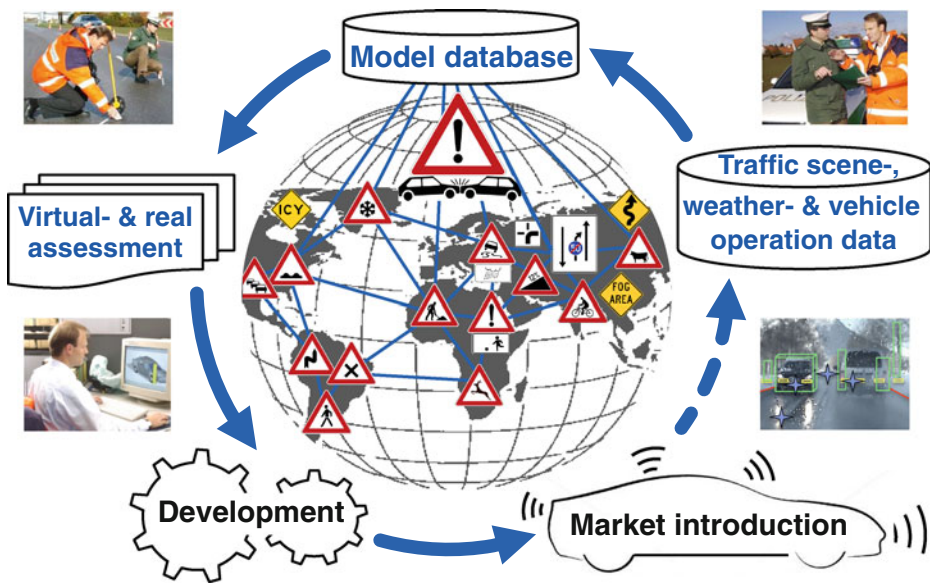 Model database
Traffic scene-,
weather- & vehicle
operation data
Virtual- & real
assessment
ICY
FOG
AREA
Development
Market introduction